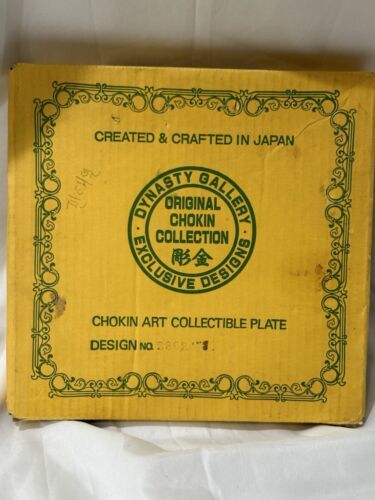 CREATED & CRAFTED IN JAPAN
DYNASTY GALLERY
ORIGINAL
CHOKIN
COLLECTION
彫金
EXCLUSIVE DESIGNS
CHOKIN ART COLLECTIBLE PLATE
DESIGN NO.